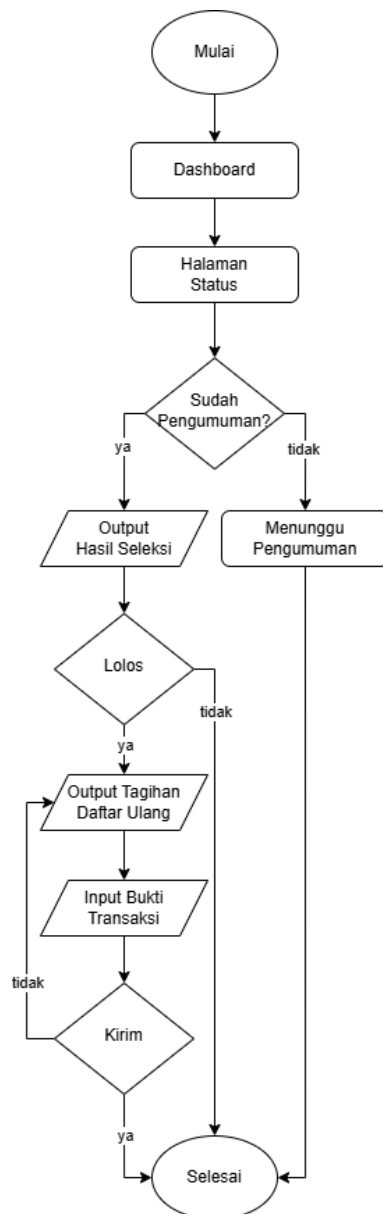 Mulai
Dashboard
Halaman
Status
Sudah
Pengumuman?
ya
tidak
Output
Hasil Seleksi
Menunggu
Pengumuman
Lolos
tidak
ya
Output Tagihan
Daftar Ulang
Input Bukti
Transaksi
tidak
Kirim
ya
Selesai